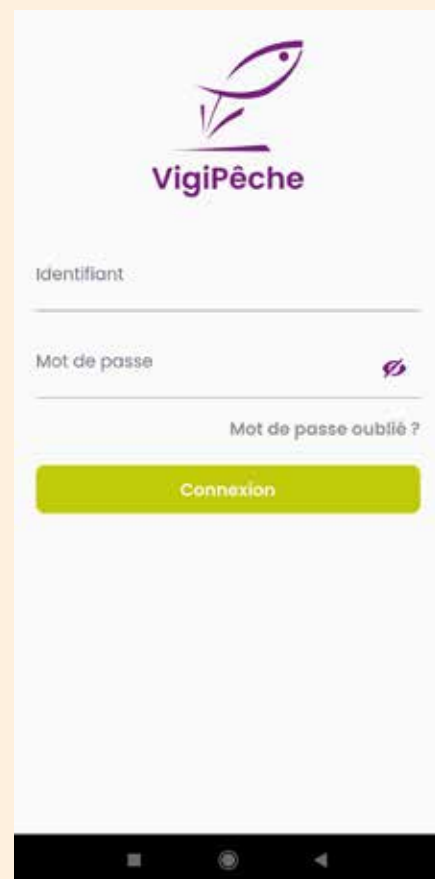 VigiPêche
Identifiant
Mot de passe
Mot de passe oublié ?
Connexion